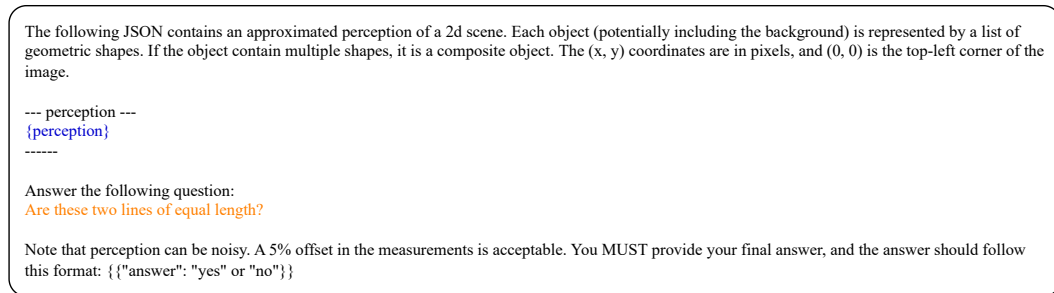 The following JSON contains an approximated perception of a 2d scene. Each object (potentially including the background) is represented by a list of
geometric shapes. If the object contain multiple shapes, it is a composite object. The (x, y) coordinates are in pixels, and (0, 0) is the top-left corner of the
image.
--- perception ---
{perception}
------
Answer the following question:
Are these two lines of equal length?
Note that perception can be noisy. A 5% offset in the measurements is acceptable. You MUST provide your final answer, and the answer should follow
this format: {{"answer": "yes" or "no"}}